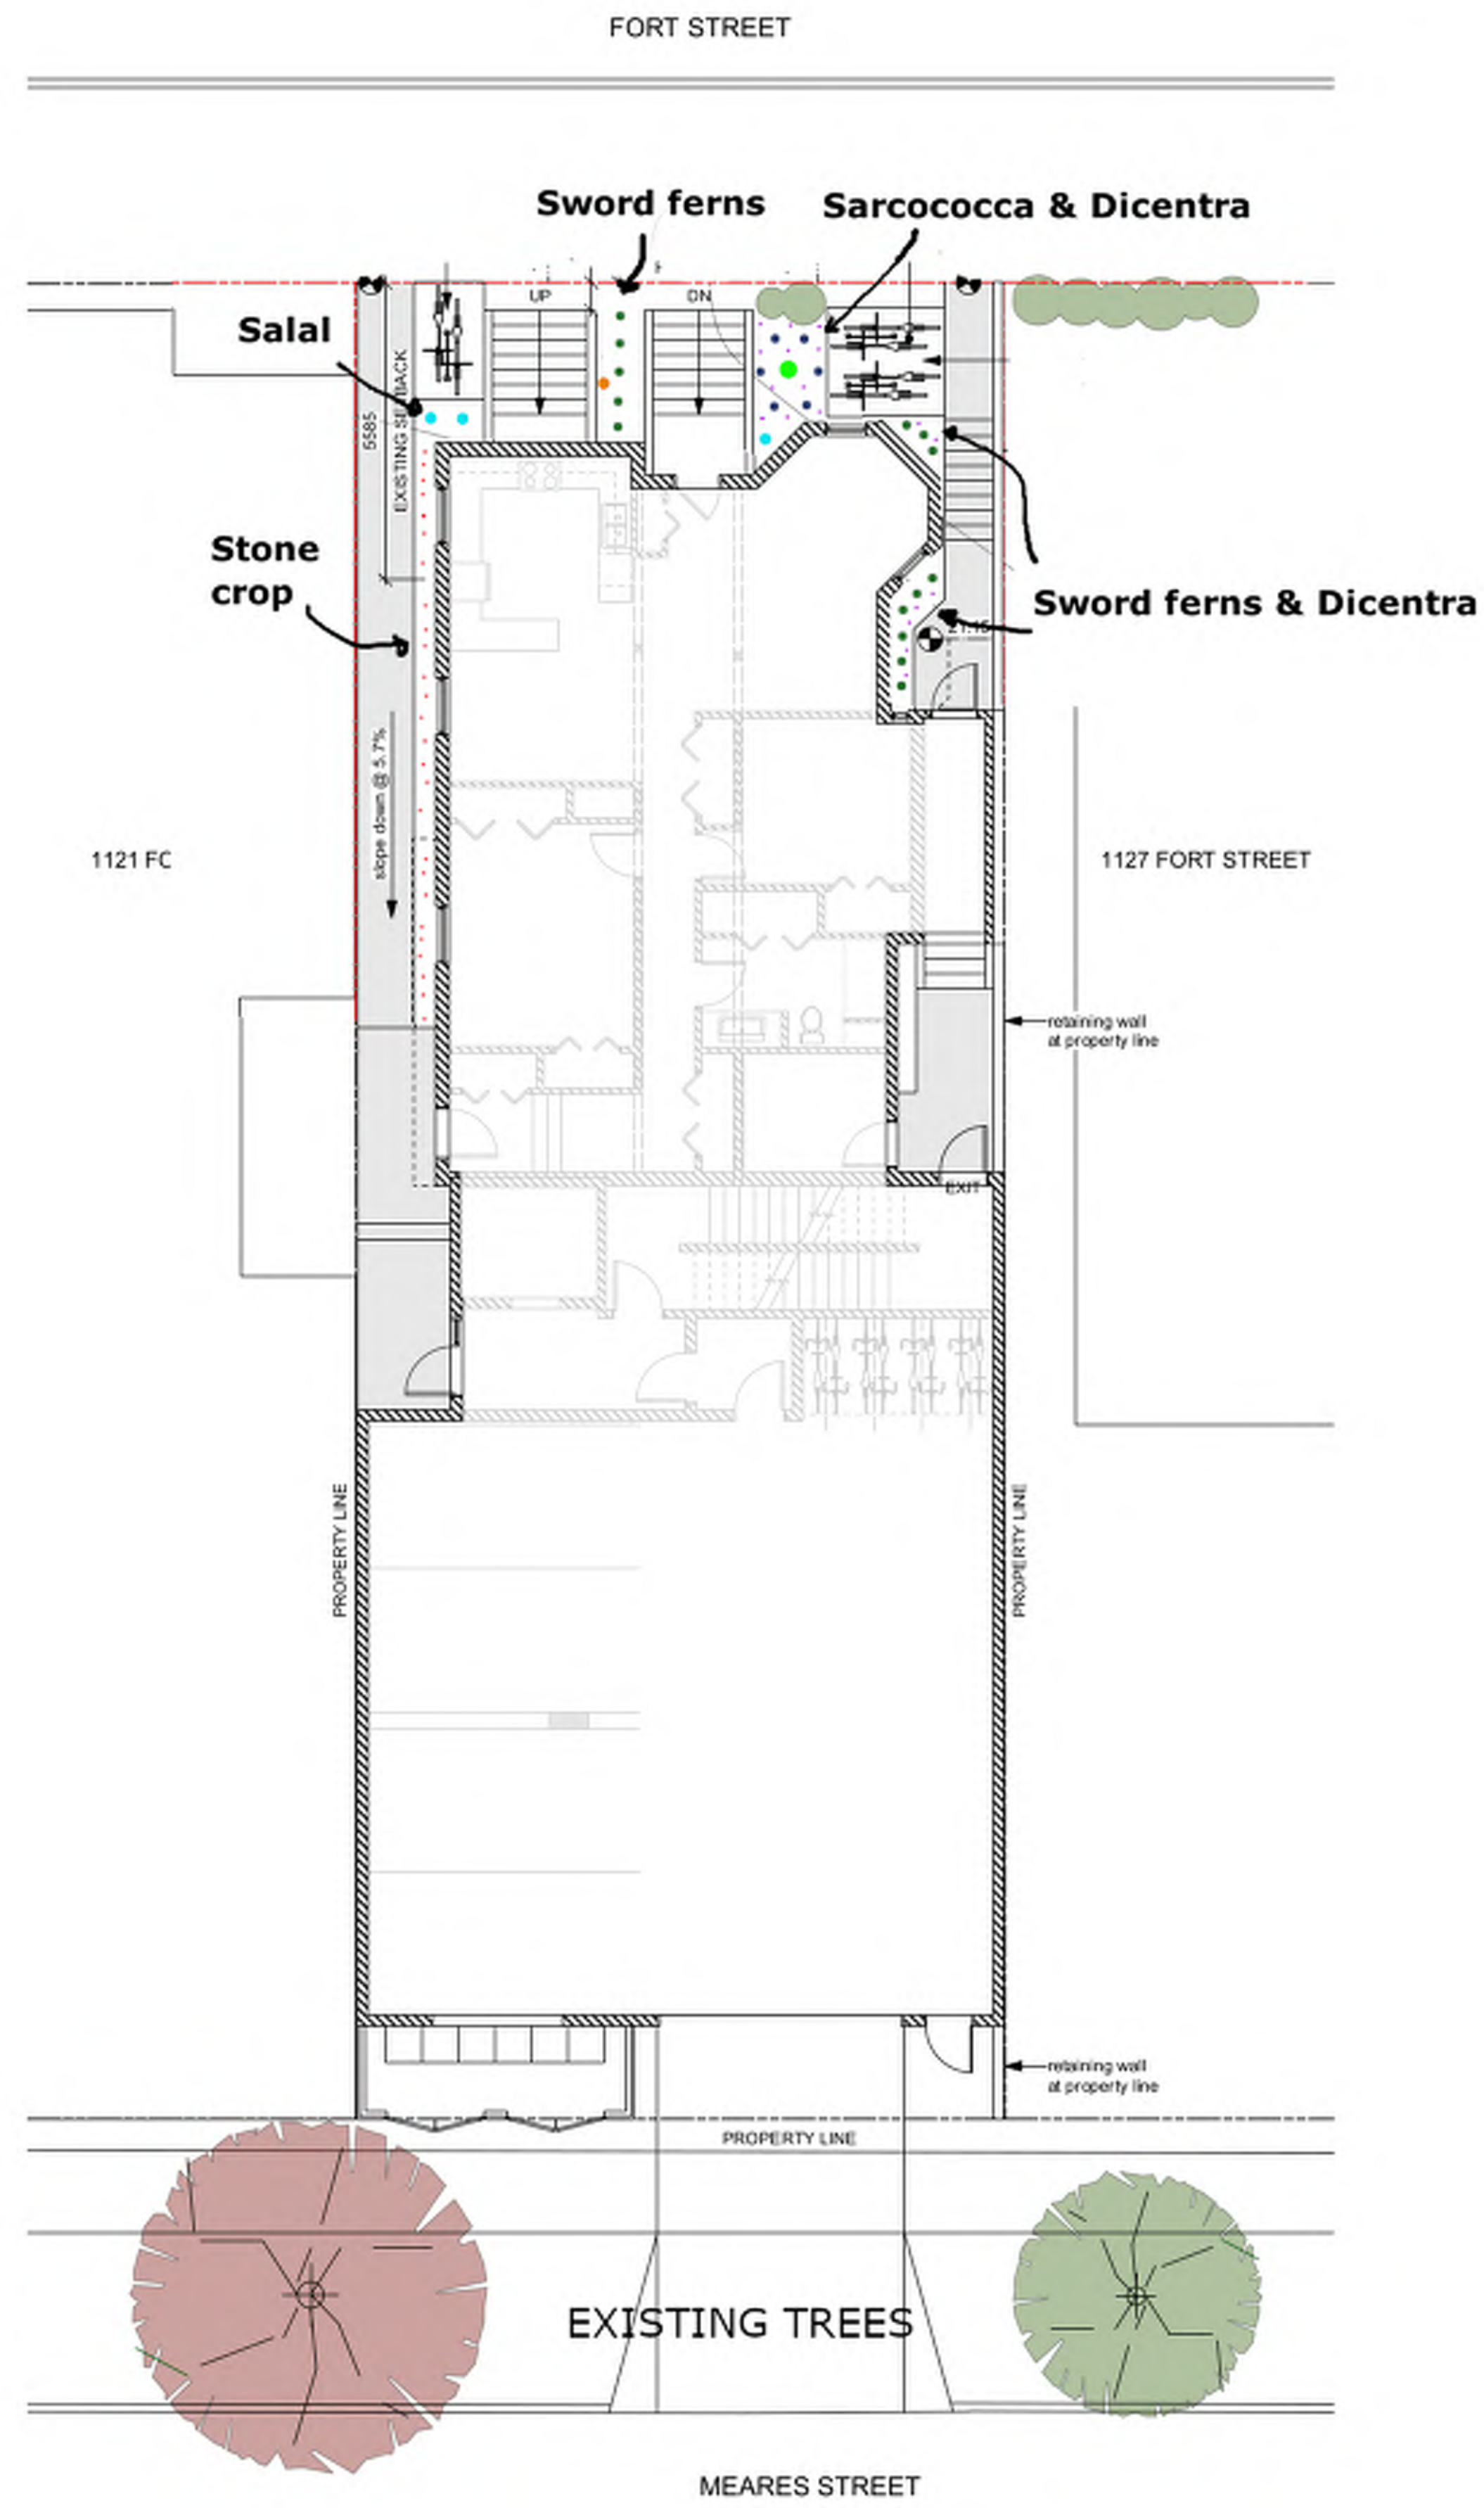 FORT STREET
Sword ferns
Sarcococca & Dicentra
UP
DN
Salal
EXISTING SETBACK
5585
Stone
crop
Sword ferns & Dicentra
slope down @ 5.7%
1121 FC
1127 FORT STREET
retaining wall
at property line
EXIT
PROPERTY LINE
PROPERTY LINE
retaining wall
at property line
PROPERTY LINE
EXISTING TREES
MEARES STREET